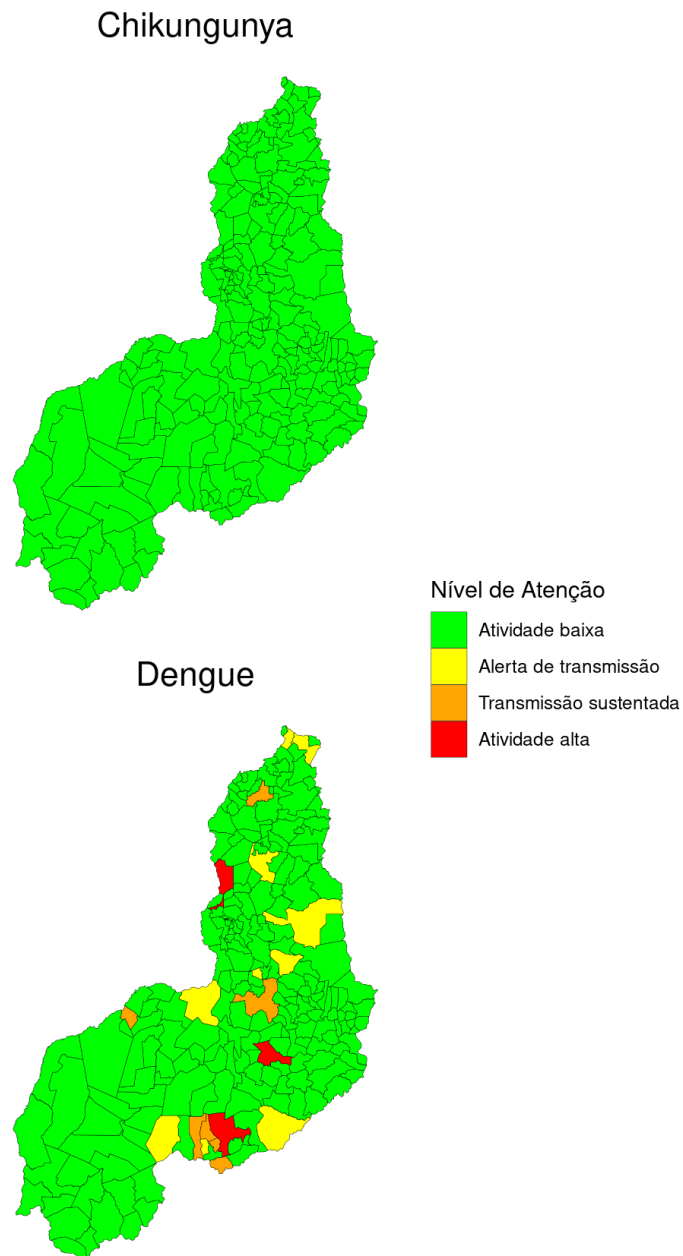 Chikungunya
Nível de Atenção
Atividade baixa
Alerta de transmissão
Transmissão sustentada
Atividade alta
Dengue